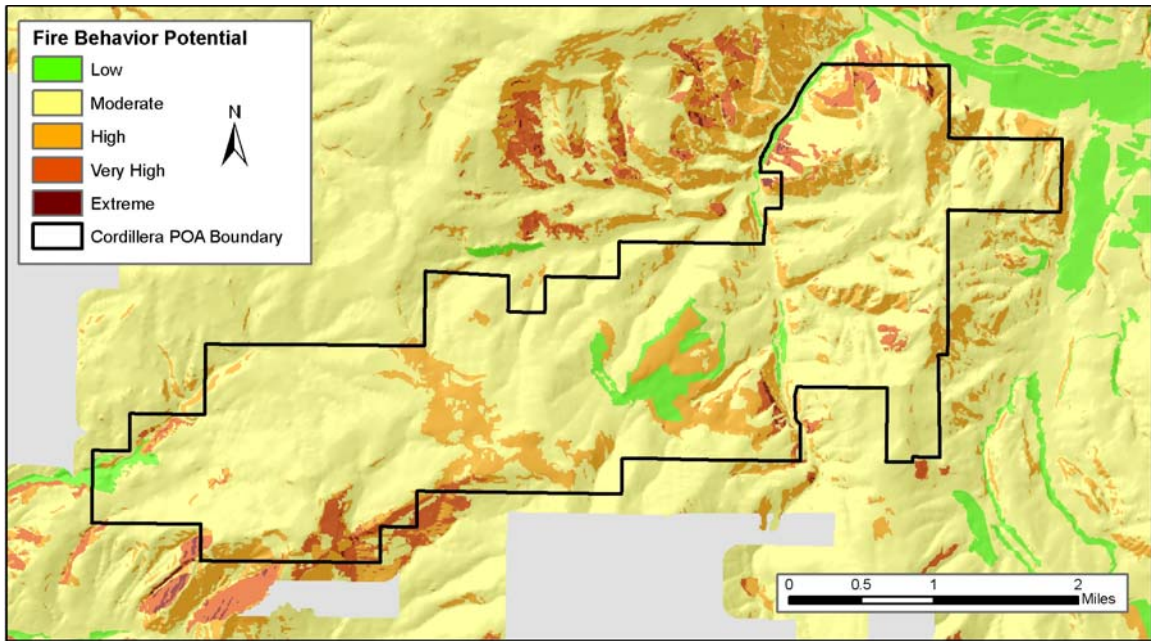 Fire Behavior Potential
Low
Moderate
N
High
Very High
Extreme
Cordillera POA Boundary
0 0.5 1 2
Miles